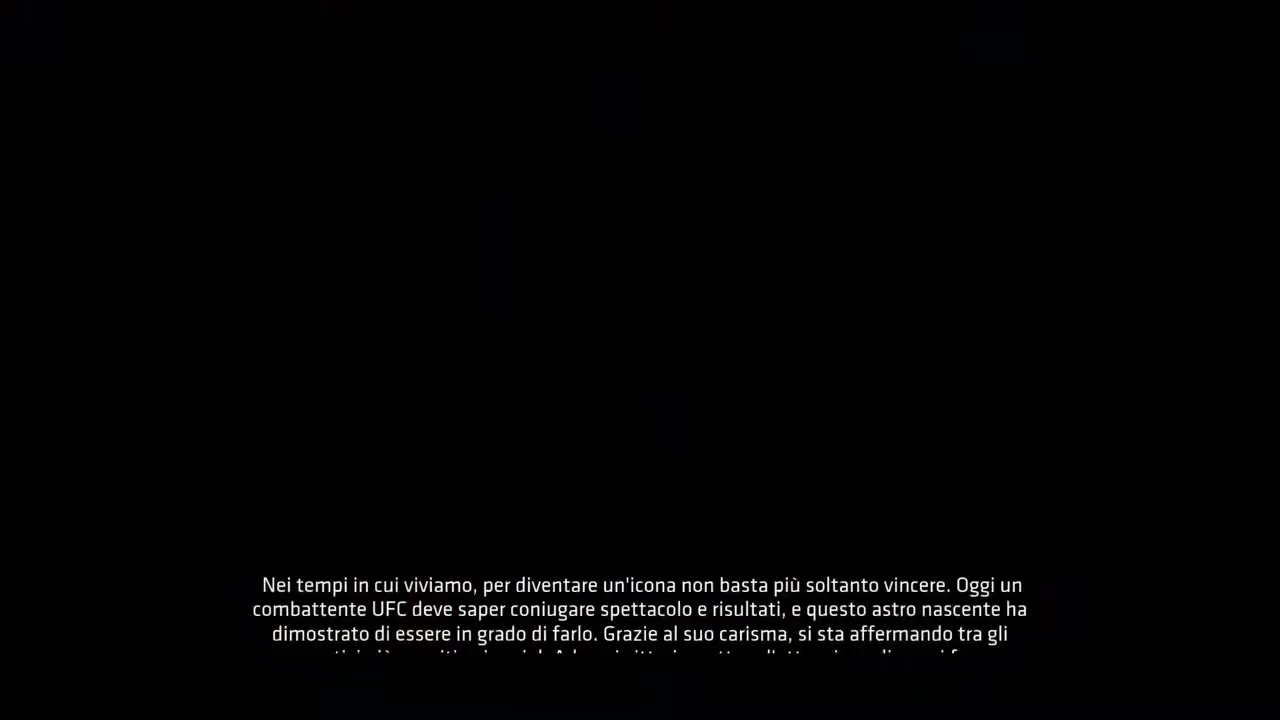 Nei tempi in cui viviamo, per diventare un'icona non basta più soltanto vincere. Oggi un
combattente UFC deve saper coniugare spettacolo e risultati, e questo astro nascente ha
dimostrato di essere in grado di farlo. Grazie al suo carisma, si sta affermando tra gli